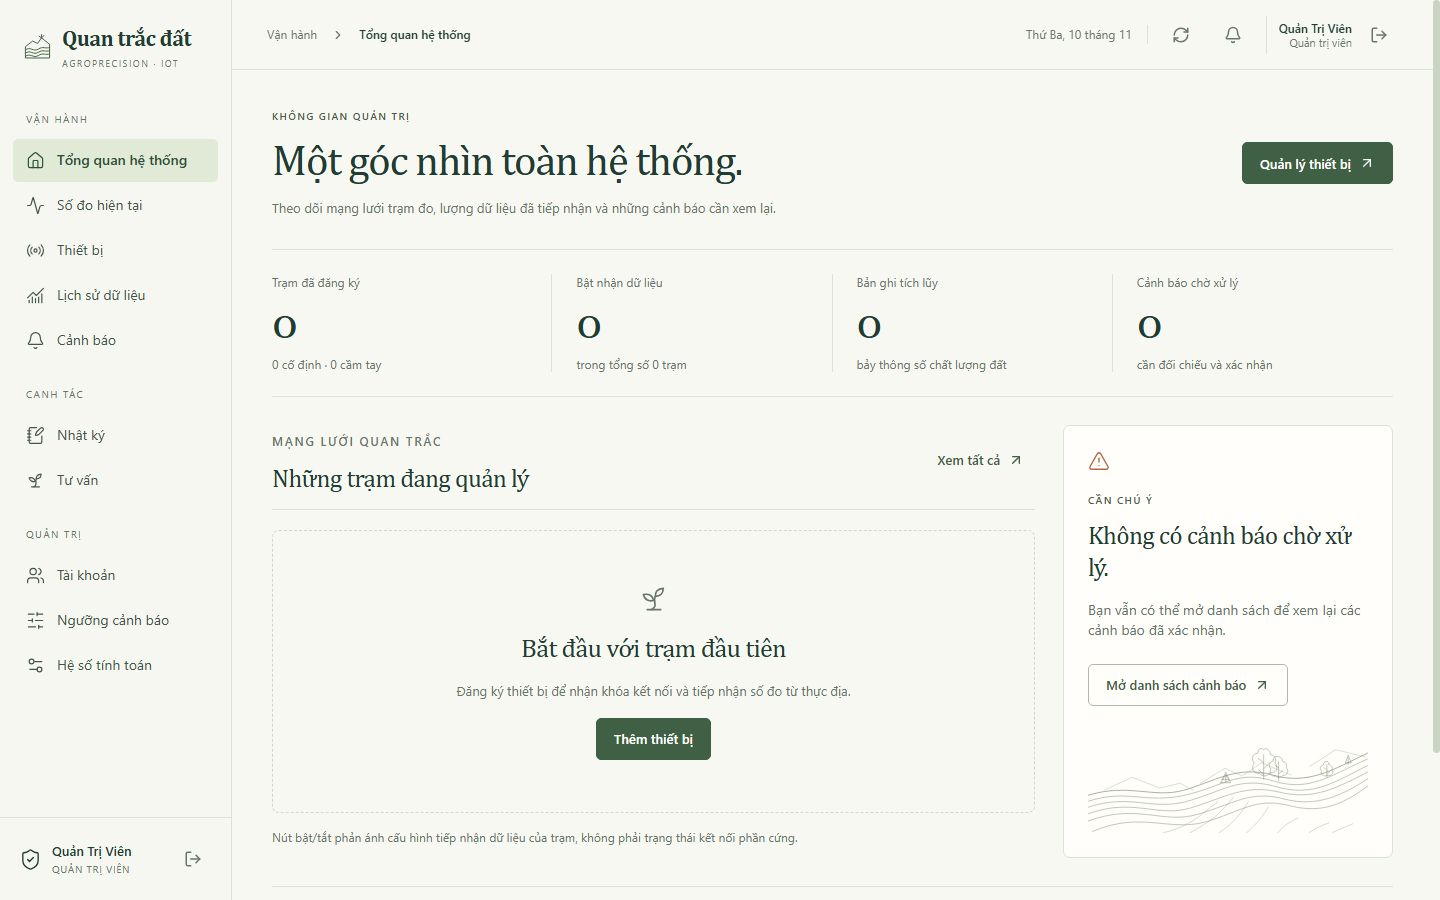 Quan trắc đất
AGROPRECISION · IOT
VẬN HÀNH
Tổng quan hệ thống
Số đo hiện tại
Thiết bị
Lịch sử dữ liệu
Cảnh báo
CANH TÁC
Nhật ký
Tư vấn
QUẢN TRỊ
Tài khoản
Ngưỡng cảnh báo
Hệ số tính toán
Quản Trị Viên
QUẢN TRỊ VIÊN
Vận hành
Tổng quan hệ thống
Thứ Ba, 10 tháng 11
Quản Trị Viên
Quản trị viên
KHÔNG GIAN QUẢN TRỊ
Một góc nhìn toàn hệ thống.
Theo dõi mạng lưới trạm đo, lượng dữ liệu đã tiếp nhận và những cảnh báo cần xem lại.
Quản lý thiết bị
Trạm đã đăng ký
0
0 cố định · 0 cầm tay
Bật nhận dữ liệu
0
trong tổng số 0 trạm
Bản ghi tích lũy
0
bảy thông số chất lượng đất
Cảnh báo chờ xử lý
0
cần đối chiếu và xác nhận
MẠNG LƯỚI QUAN TRẮC
Những trạm đang quản lý
Xem tất cả
Bắt đầu với trạm đầu tiên
Đăng ký thiết bị để nhận khóa kết nối và tiếp nhận số đo từ thực địa.
Thêm thiết bị
Nút bật/tắt phản ánh cấu hình tiếp nhận dữ liệu của trạm, không phải trạng thái kết nối phần cứng.
CẦN CHÚ Ý
Không có cảnh báo chờ xử
lý.
Bạn vẫn có thể mở danh sách để xem lại các
cảnh báo đã xác nhận.
Mở danh sách cảnh báo